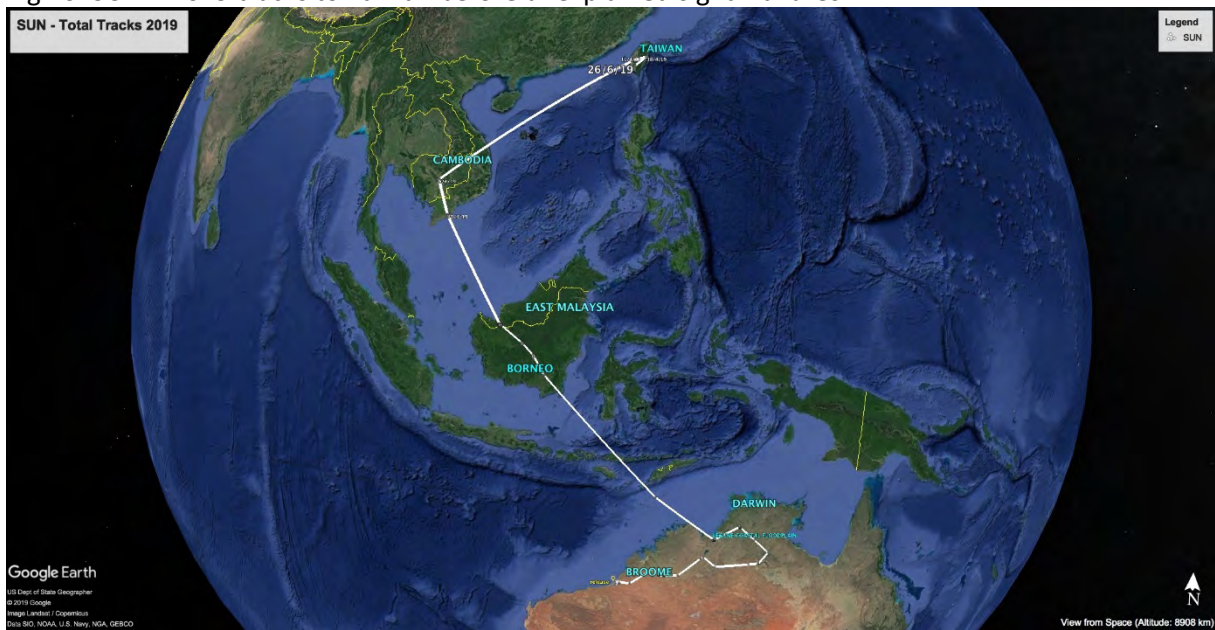 SUN - Total Tracks 2019
Legend
SUN
TAIWAN
26/6/19
CAMBODIA
EAST MALAYSIA
BORNEO
DARWIN
BROOME
Google Earth
US Dept of State Geographer
© 2019 Google
Image Landsat / Copernicus
Data SIO, NOAA, U.S. Navy, NGA, GEBCO
N
View from Space (Altitude: 8908 km)